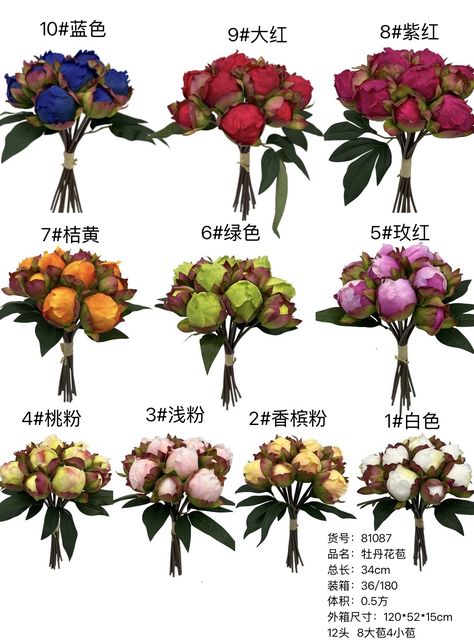 10#蓝色
9#大红
8#紫红
7#桔黄
6#绿色
5#玫红
4#桃粉
3#浅粉
2#香槟粉
1#白色
货号：81087
品名：牡丹花苞
总长：34cm
装箱：36/180
体积：0.5方
外箱尺寸：120*52*15cm
12头 8大苞4小苞